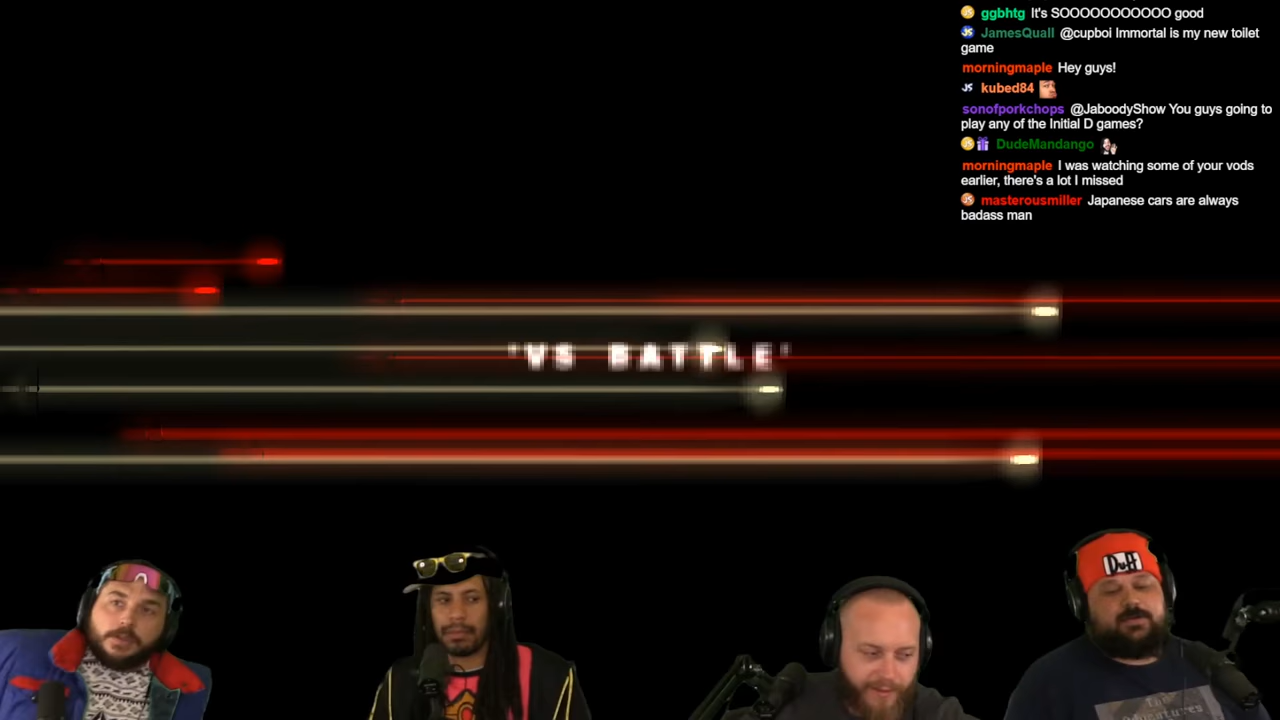 ggbhtg It's SOOOOOOOOOOO good
JamesQuall @cupboi Immortal is my new toilet
game
morningmaple Hey guys!
kubed84
sonofporkchops @JaboodyShow You guys going to
play any of the Initial D games?
DudeMandango
morningmaple I was watching some of your vods
earlier, there's a lot I missed
masterousmiller Japanese cars are always
badass man
'VS BATTLE'
Duff
The